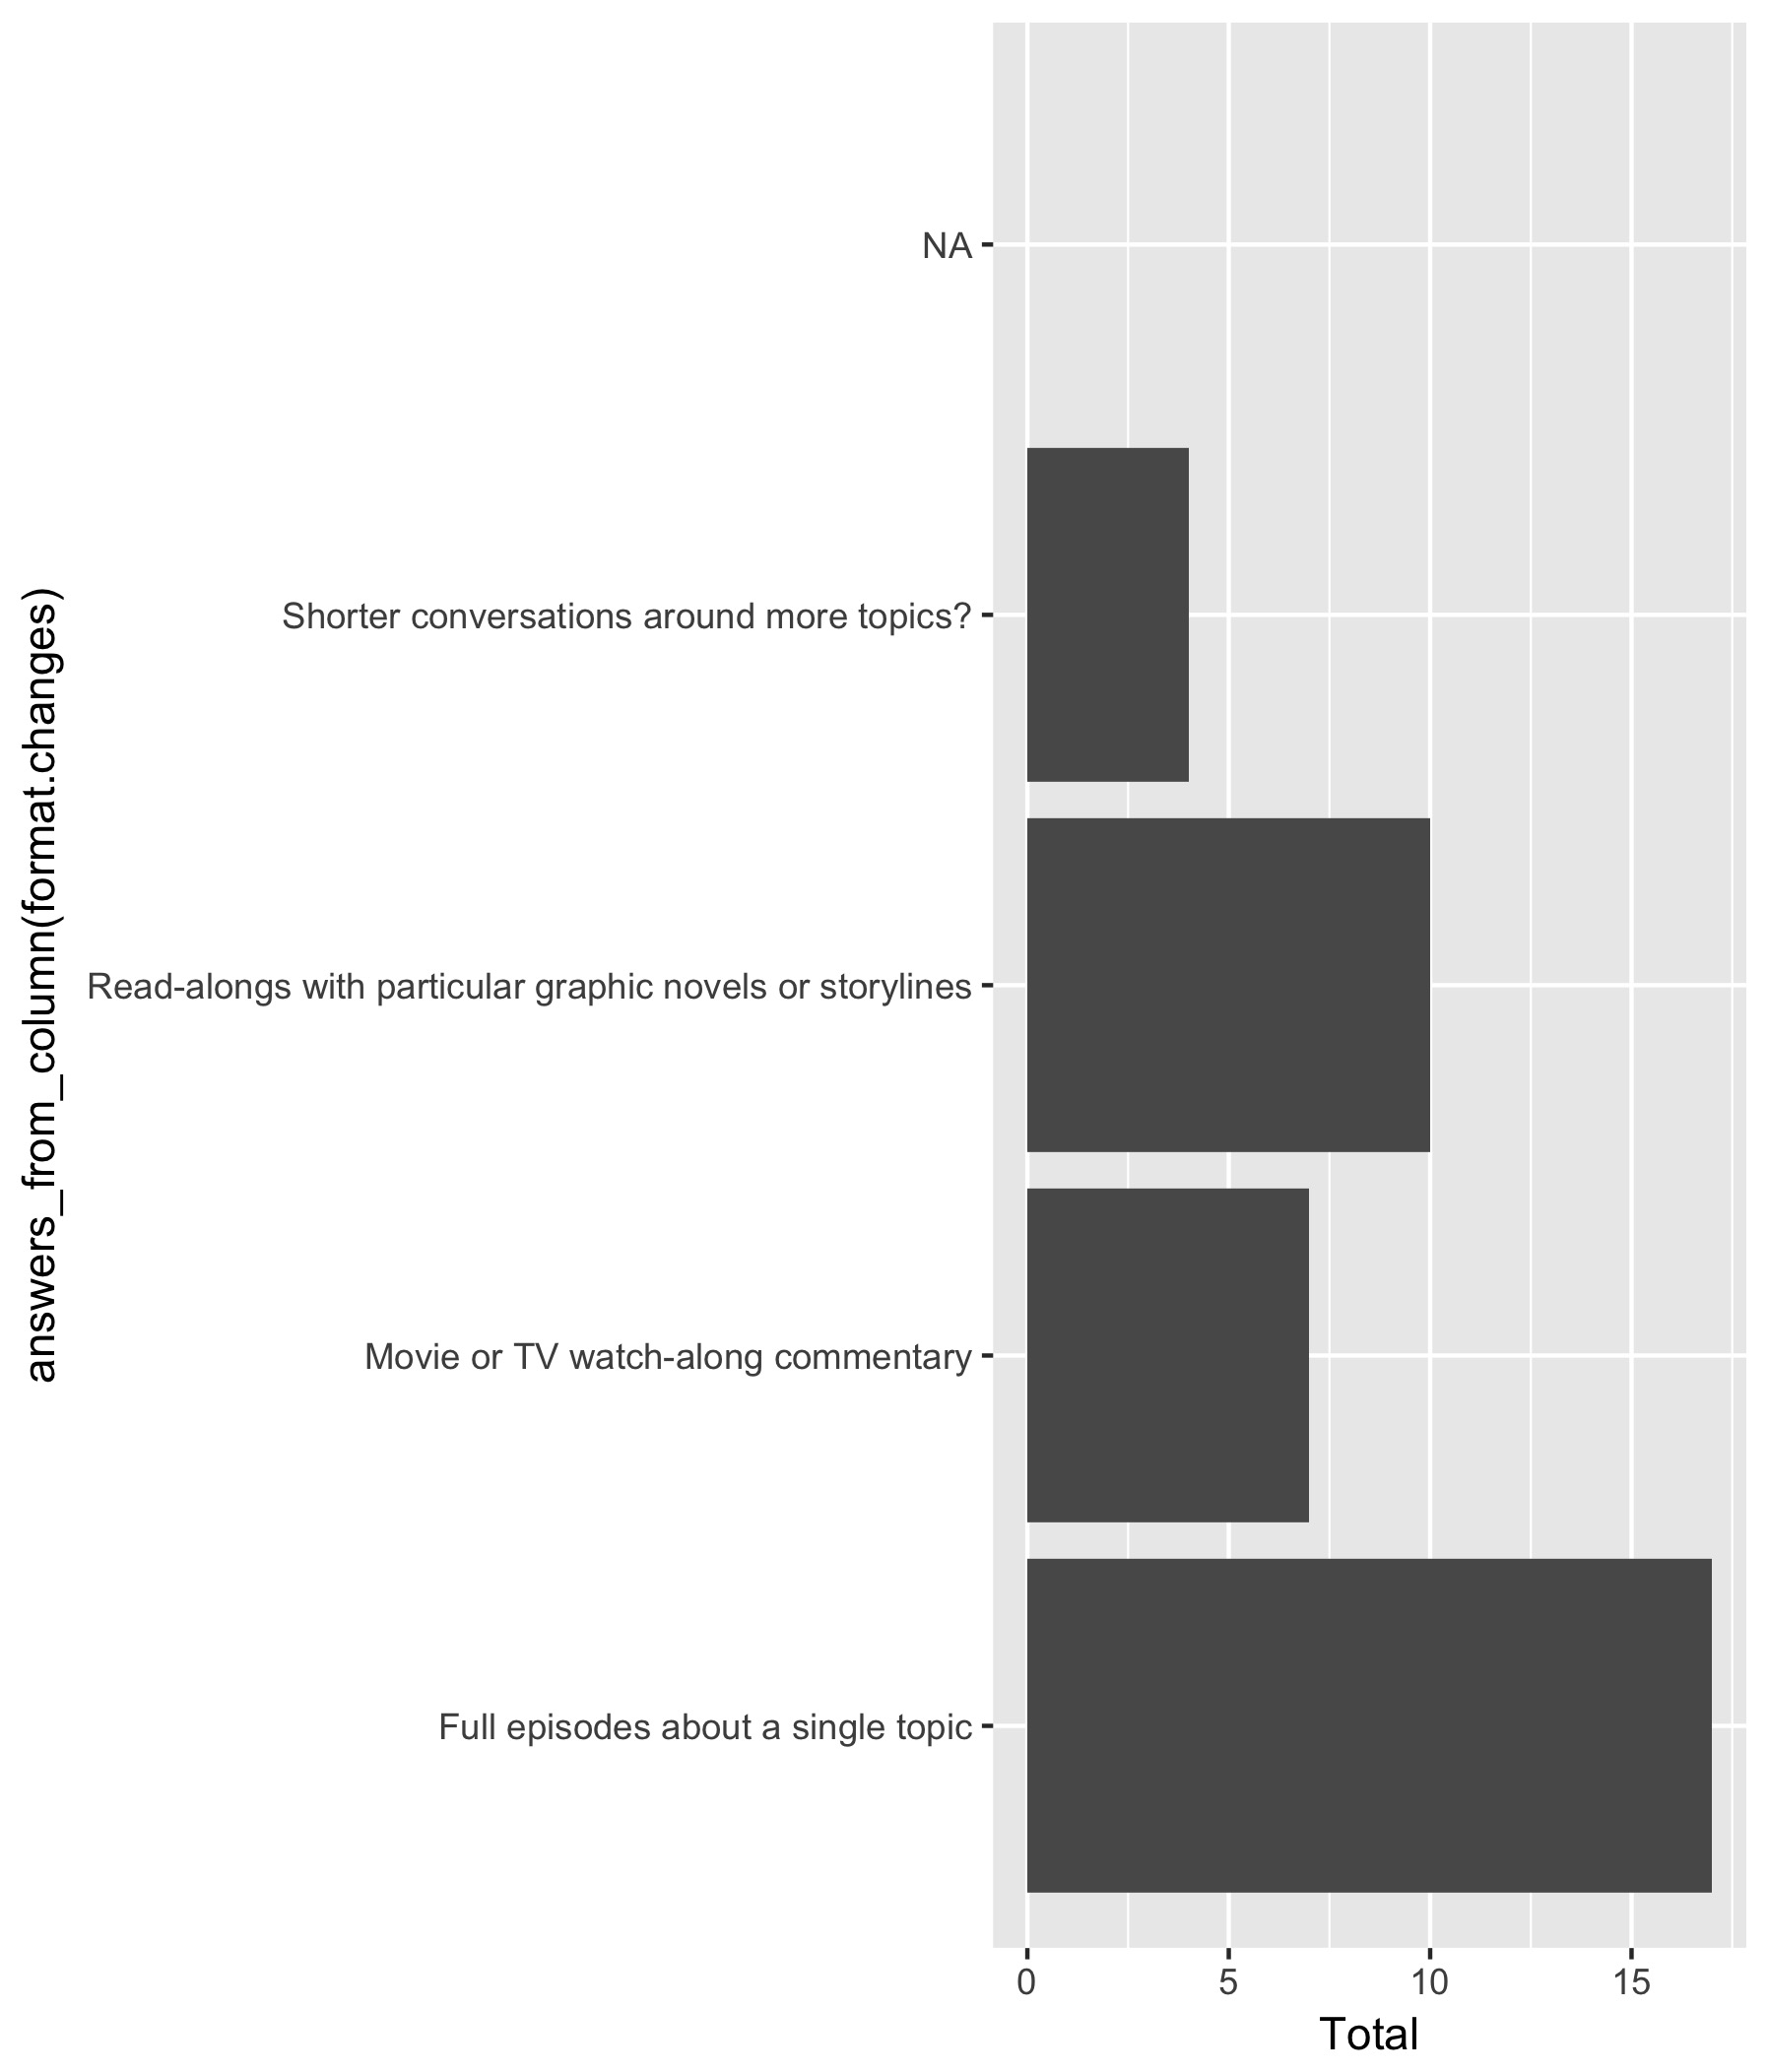 answers_from_column(format.changes)
NA
Shorter conversations around more topics?
Read-alongs with particular graphic novels or storylines
Movie or TV watch-along commentary
Full episodes about a single topic
0 5 10 15
Total